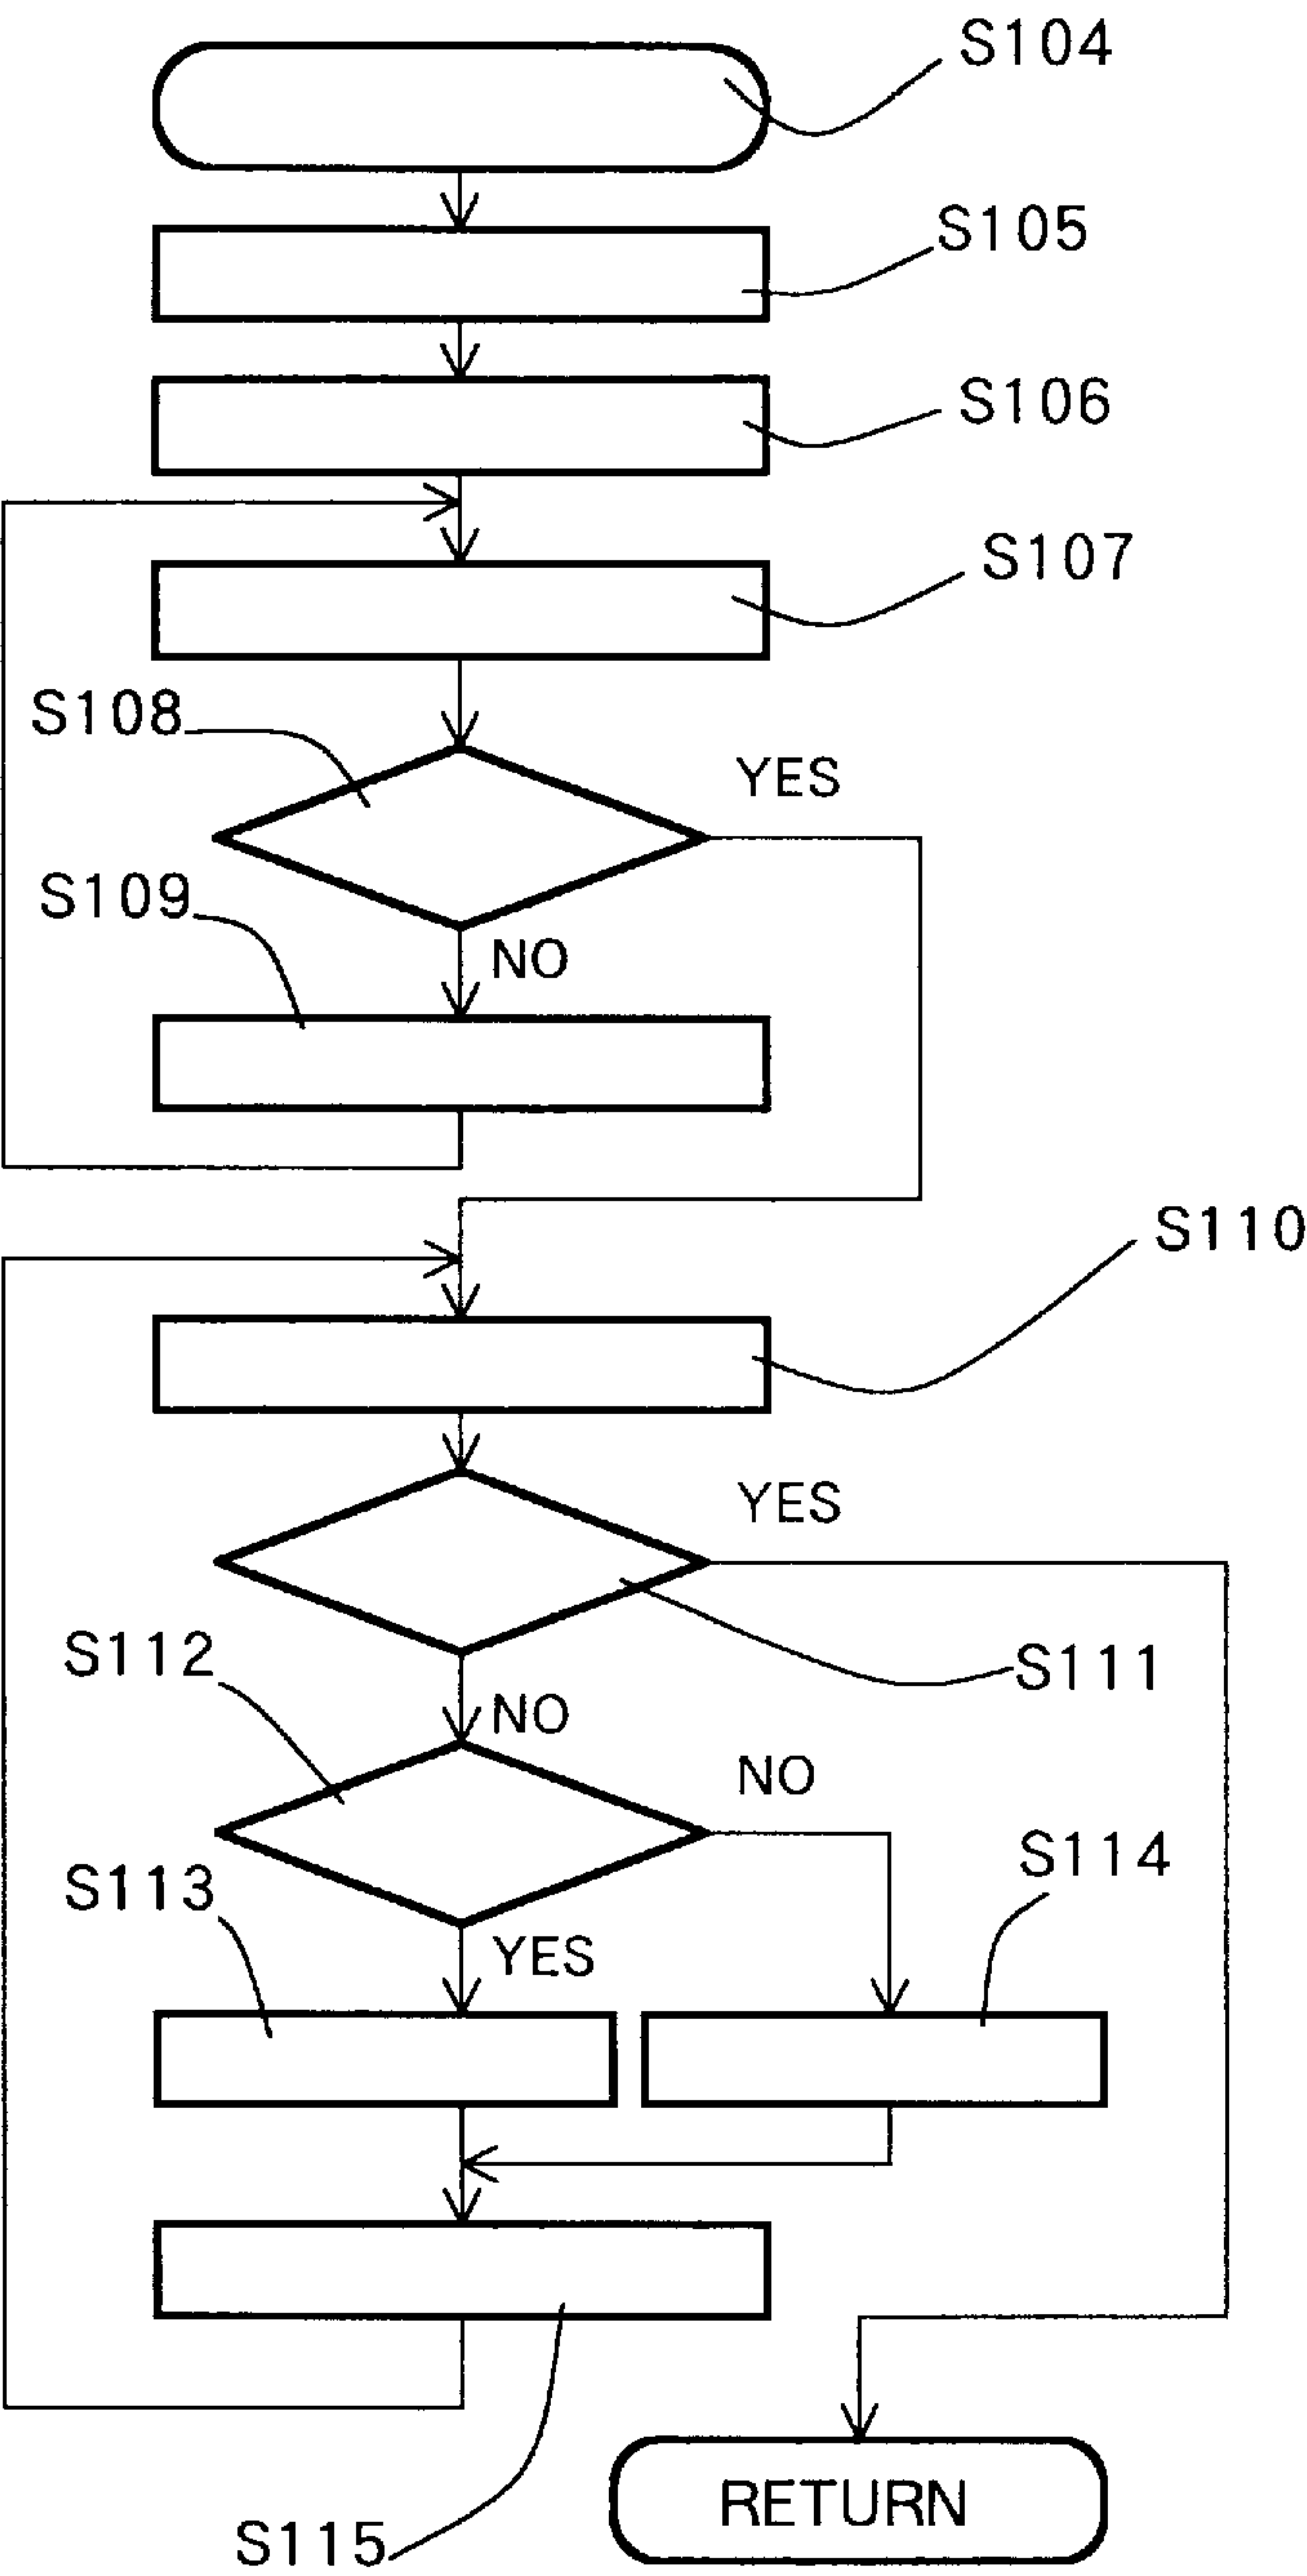 S104
S105
S106
S107
S108
YES
S109
NO
S110
YES
S111
S112
NO
NO
S114
S113
YES
RETURN
S115